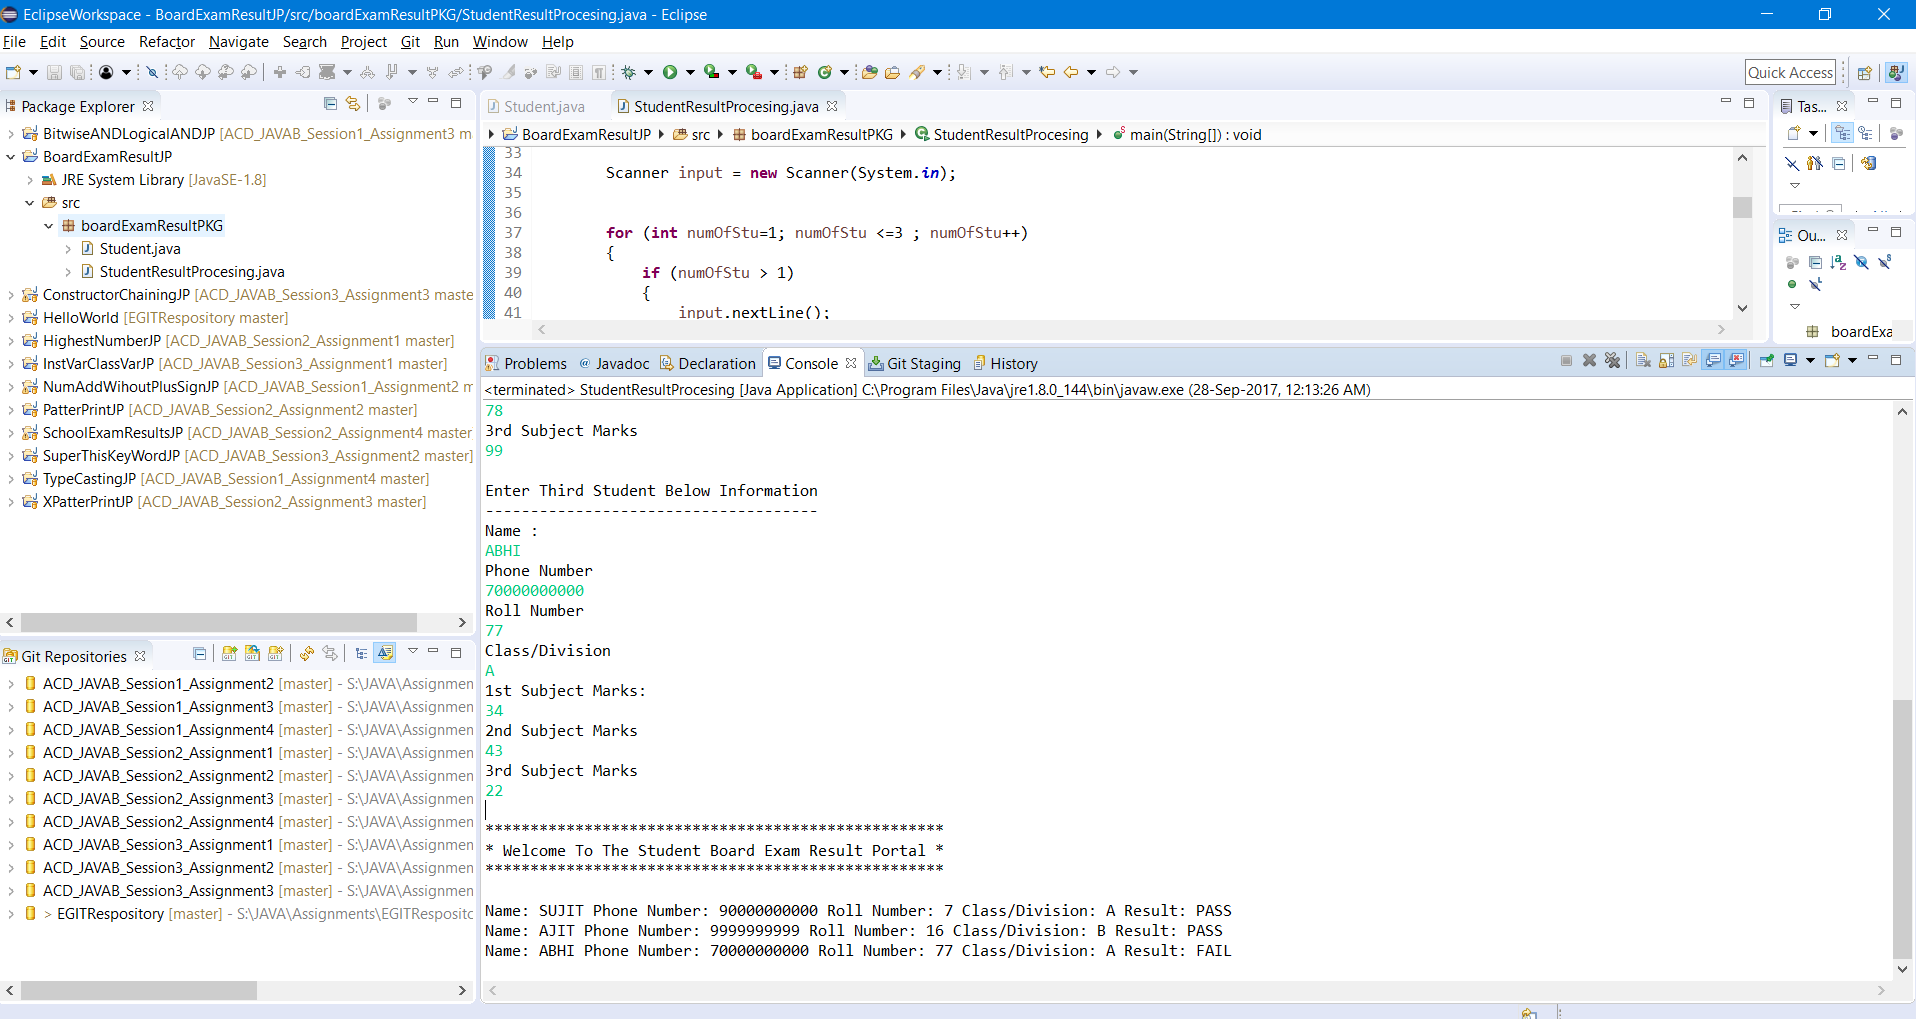 EclipseWorkspace - BoardExamResultJP/src/boardExamResultPKG/StudentResultProcesing.java - Eclipse
File Edit Source Refactor Navigate Search Project Git Run Window Help
Quick Access
Package Explorer
BitwiseANDLogicalANDJP [ACD_JAVAB_Session1_Assignment3 m
BoardExamResultJP
JRE System Library [JavaSE-1.8]
src
boardExamResultPKG
Student.java
StudentResultProcesing.java
ConstructorChainingJP [ACD_JAVAB_Session3_Assignment3 maste
HelloWorld [EGITRespository master]
HighestNumberJP [ACD_JAVAB_Session2_Assignment1 master]
InstVarClassVarJP [ACD_JAVAB_Session3_Assignment1 master]
NumAddWihoutPlusSignJP [ACD_JAVAB_Session1_Assignment2 m
PatterPrintJP [ACD_JAVAB_Session2_Assignment2 master]
SchoolExamResultsJP [ACD_JAVAB_Session2_Assignment4 master
SuperThisKeyWordJP [ACD_JAVAB_Session3_Assignment2 master]
TypeCastingJP [ACD_JAVAB_Session1_Assignment4 master]
XPatterPrintJP [ACD_JAVAB_Session2_Assignment3 master]
Git Repositories
ACD_JAVAB_Session1_Assignment2 [master] - S:\JAVA\Assignmen
ACD_JAVAB_Session1_Assignment3 [master] - S:\JAVA\Assignmen
ACD_JAVAB_Session1_Assignment4 [master] - S:\JAVA\Assignmen
ACD_JAVAB_Session2_Assignment1 [master] - S:\JAVA\Assignmen
ACD_JAVAB_Session2_Assignment2 [master] - S:\JAVA\Assignmen
ACD_JAVAB_Session2_Assignment3 [master] - S:\JAVA\Assignmen
ACD_JAVAB_Session2_Assignment4 [master] - S:\JAVA\Assignmen
ACD_JAVAB_Session3_Assignment1 [master] - S:\JAVA\Assignmen
ACD_JAVAB_Session3_Assignment2 [master] - S:\JAVA\Assignmen
ACD_JAVAB_Session3_Assignment3 [master] - S:\JAVA\Assignmen
> EGITRespository [master] - S:\JAVA\Assignments\EGITRespositc
Student.java StudentResultProcesing.java
BoardExamResultJP src boardExamResultPKG StudentResultProcesing main(String[]) : void
33
34 Scanner input = new Scanner(System.in);
35
36
37 for (int numOfStu=1; numOfStu <=3 ; numOfStu++)
38 {
39 if (numOfStu > 1)
40 {
41 input.nextLine();
Tas...
Ou...
boardExa
Problems @ Javadoc Declaration Console Git Staging History
<terminated> StudentResultProcesing [Java Application] C:\Program Files\Java\jre1.8.0_144\bin\javaw.exe (28-Sep-2017, 12:13:26 AM)
78
3rd Subject Marks
99
Enter Third Student Below Information
-------------------------------------
Name :
ABHI
Phone Number
70000000000
Roll Number
77
Class/Division
A
1st Subject Marks:
34
2nd Subject Marks
43
3rd Subject Marks
22
***************************************************
* Welcome To The Student Board Exam Result Portal *
***************************************************
Name: SUJIT Phone Number: 90000000000 Roll Number: 7 Class/Division: A Result: PASS
Name: AJIT Phone Number: 9999999999 Roll Number: 16 Class/Division: B Result: PASS
Name: ABHI Phone Number: 70000000000 Roll Number: 77 Class/Division: A Result: FAIL